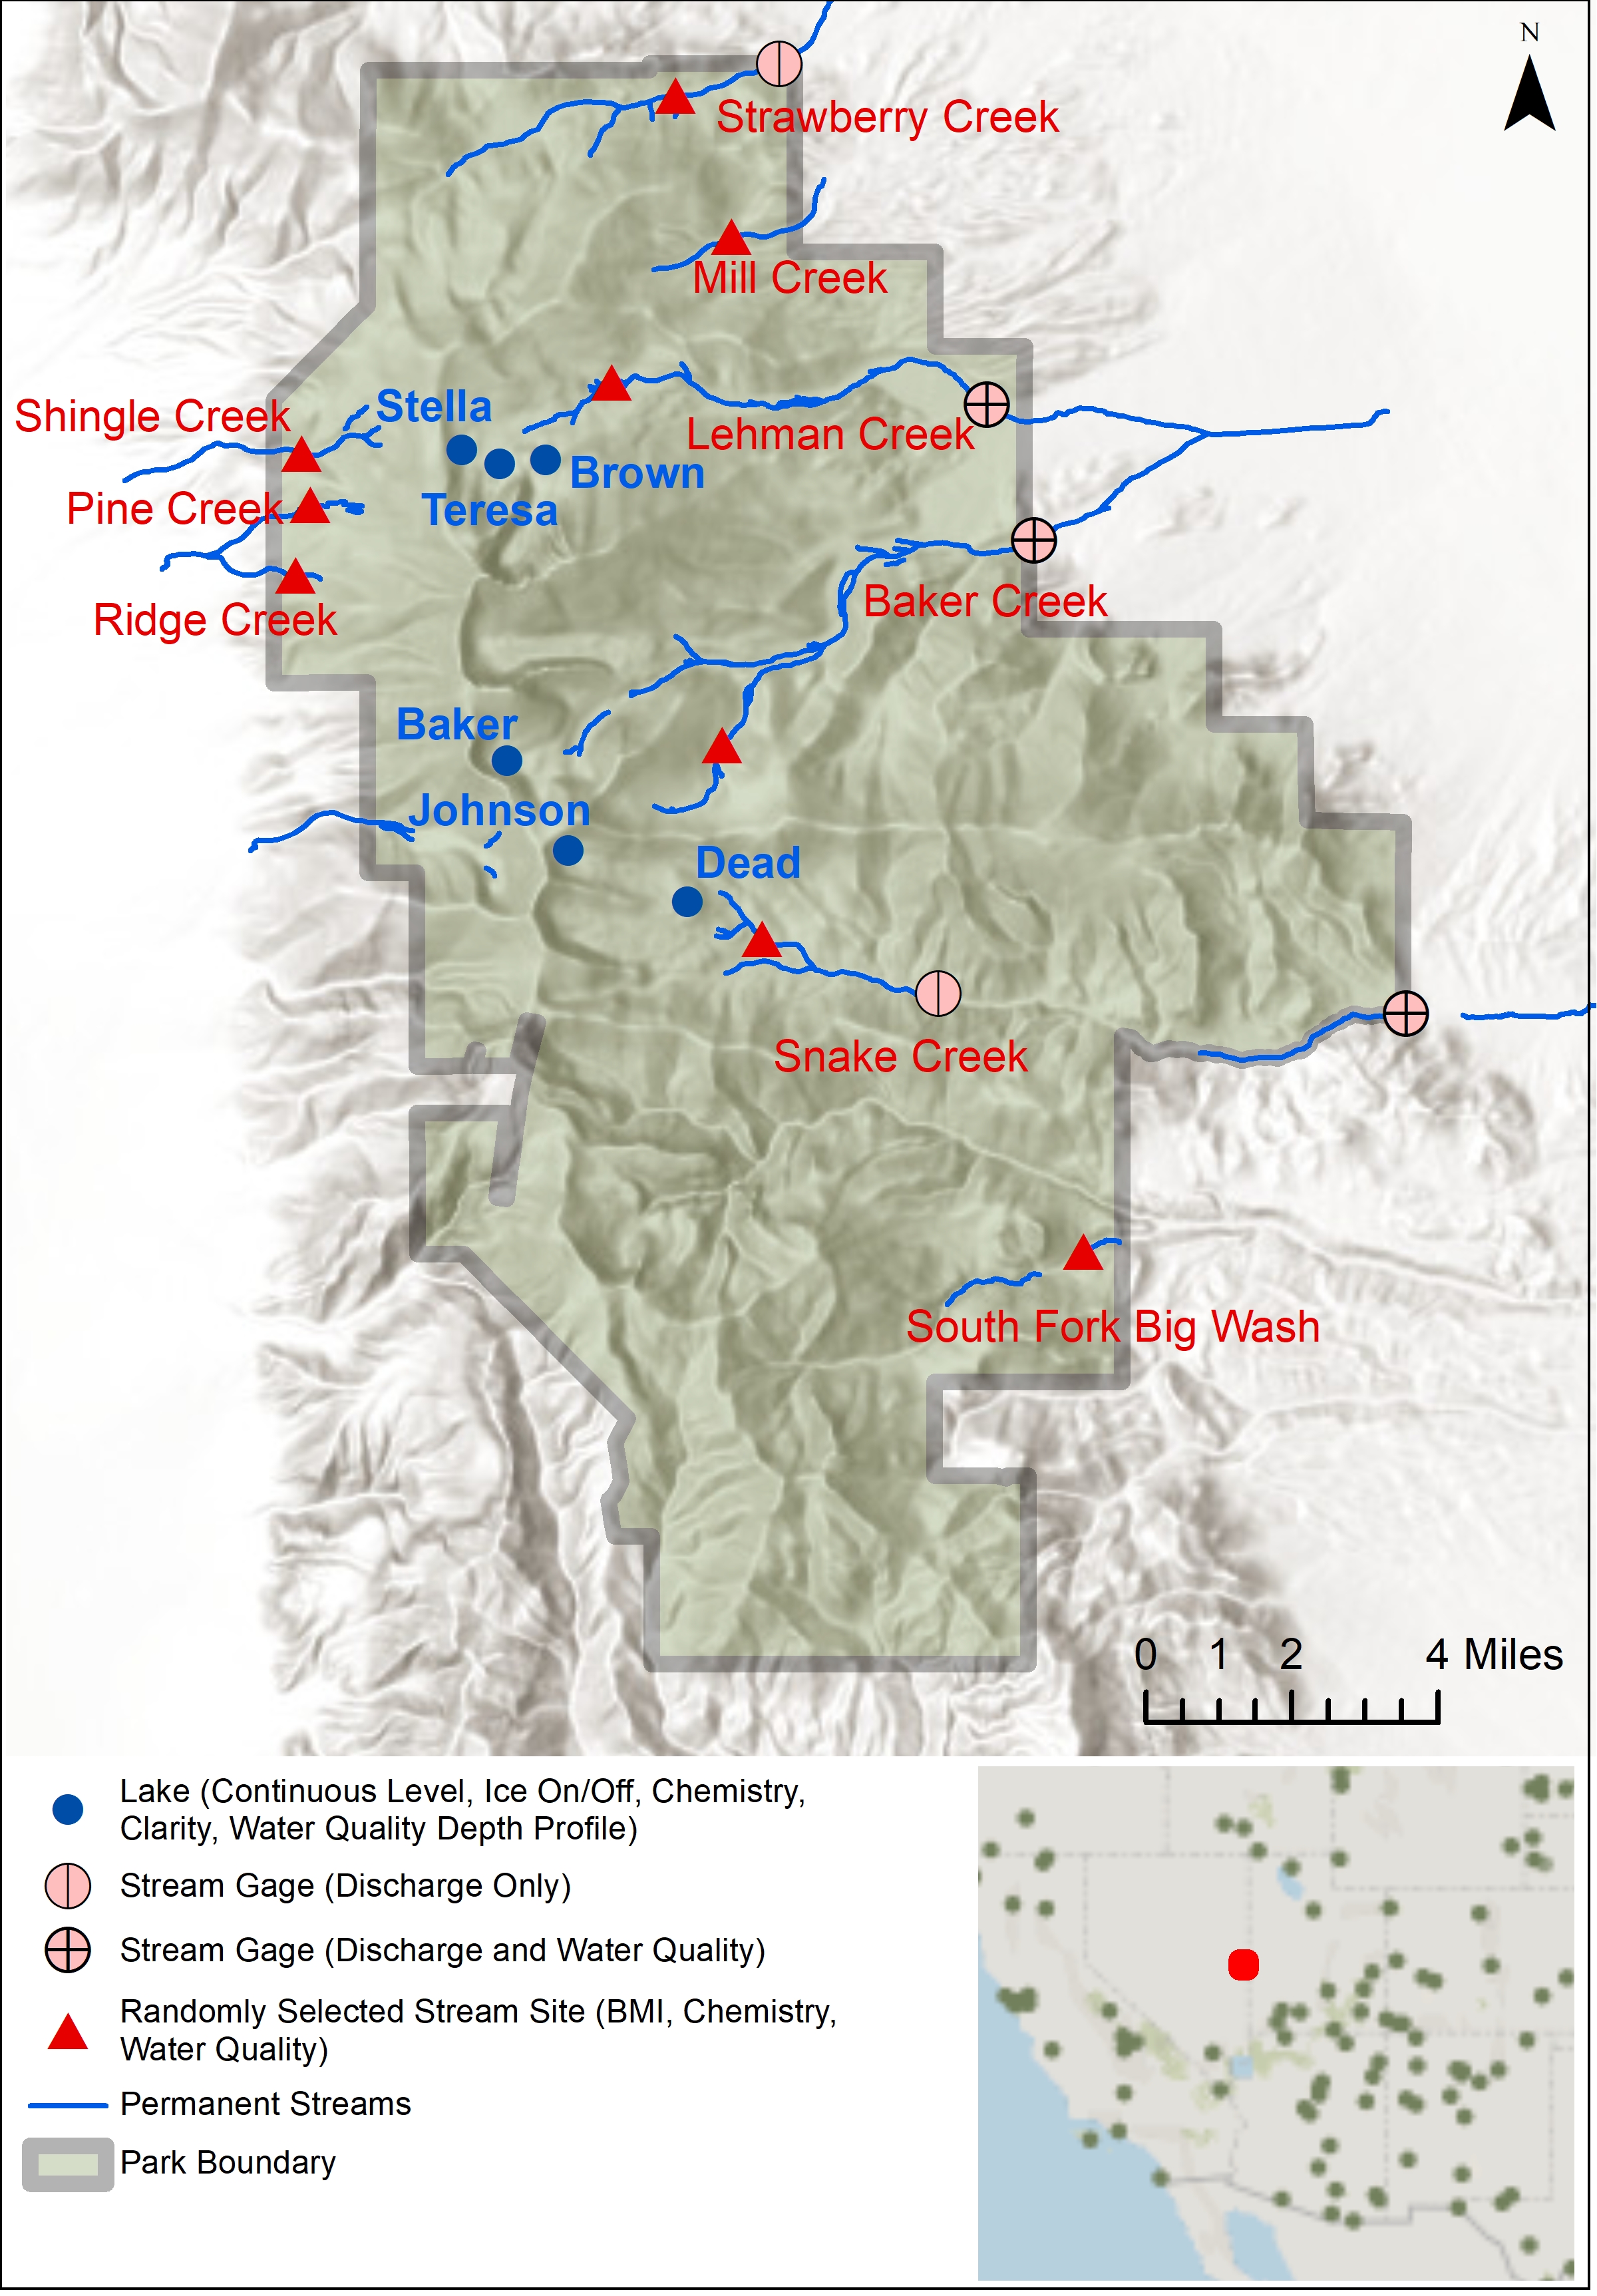 N
Strawberry Creek
Mill Creek
Shingle Creek
Stella
Lehman Creek
Brown
Pine Creek
Teresa
Baker Creek
Ridge Creek
Baker
Johnson
Dead
Snake Creek
South Fork Big Wash
0 1 2 4 Miles
Lake (Continuous Level, Ice On/Off, Chemistry,
Clarity, Water Quality Depth Profile)
Stream Gage (Discharge Only)
Stream Gage (Discharge and Water Quality)
Randomly Selected Stream Site (BMI, Chemistry,
Water Quality)
Permanent Streams
Park Boundary